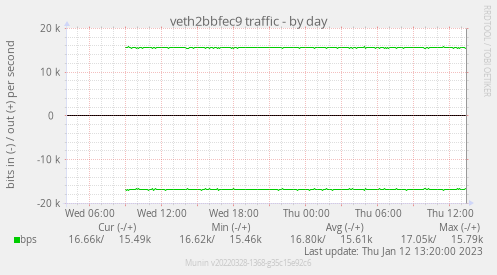 veth2bbfec9 traffic - by day
RRDTOOL / TOBI OETIKER
bits in (-) / out (+) per second
20 k
10 k
0
-10 k
-20 k
Wed 06:00 Wed 12:00 Wed 18:00 Thu 00:00 Thu 06:00 Thu 12:00
Cur (-/+) Min (-/+) Avg (-/+) Max (-/+)
bps 16.66k/ 15.49k 16.62k/ 15.46k 16.80k/ 15.61k 17.05k/ 15.79k
Last update: Thu Jan 12 13:20:00 2023
Munin v20220328-1368-g35c15e92c6